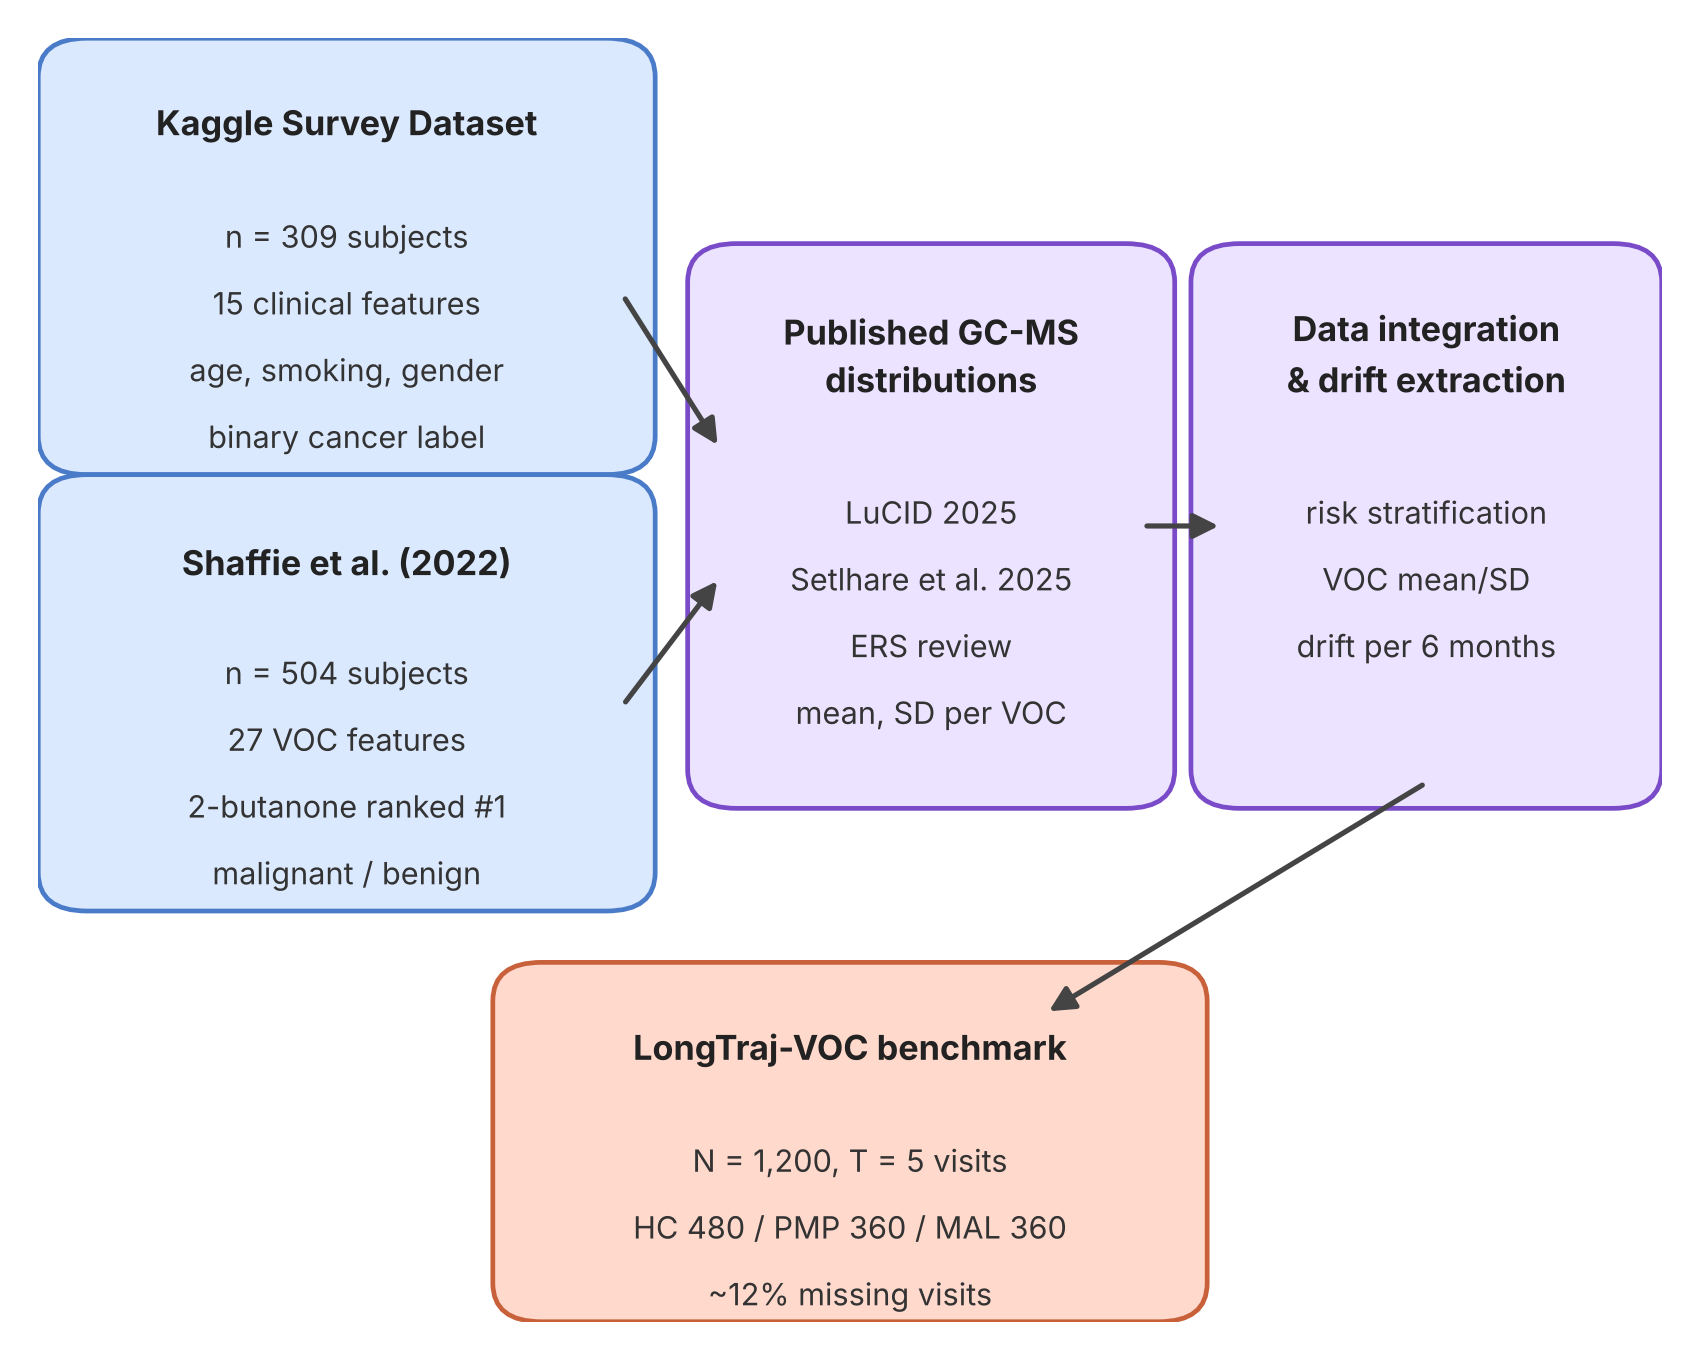 Kaggle Survey Dataset
n = 309 subjects
15 clinical features
age, smoking, gender
binary cancer label
Shaffie et al. (2022)
n = 504 subjects
27 VOC features
2-butanone ranked #1
malignant / benign
Published GC-MS
distributions
LuCID 2025
Setlhare et al. 2025
ERS review
mean, SD per VOC
Data integration
& drift extraction
risk stratification
VOC mean/SD
drift per 6 months
LongTraj-VOC benchmark
N = 1,200, T = 5 visits
HC 480 / PMP 360 / MAL 360
~12% missing visits